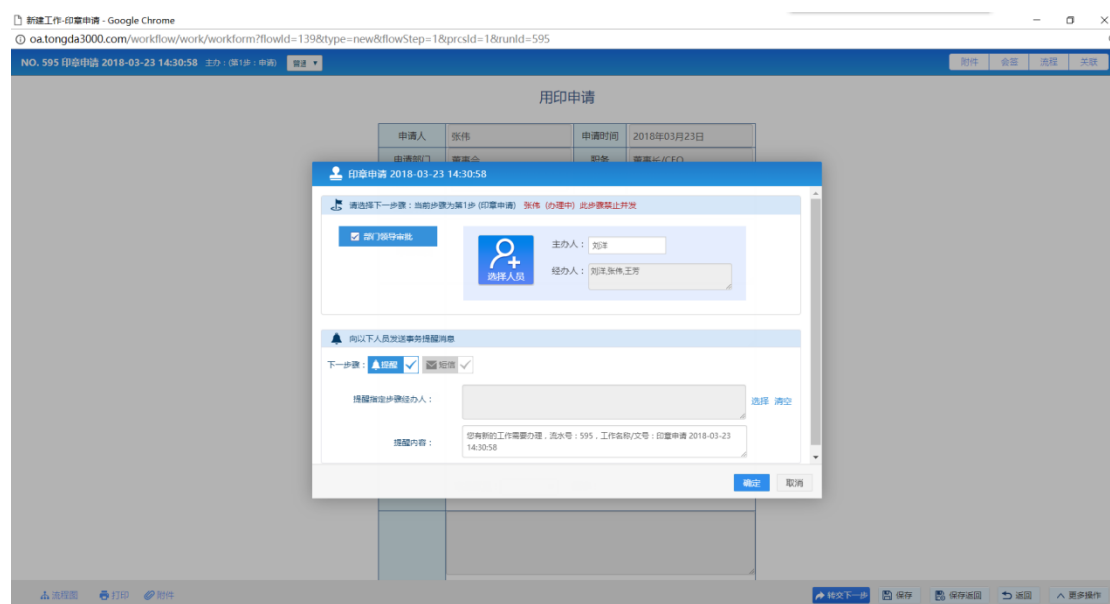 新建工作-印章申请 - Google Chrome
oa.tongda3000.com/workflow/work/workform?flowId=139&type=new&flowStep=1&prcsId=1&runId=595
NO. 595 印章申请 2018-03-23 14:30:58 主办：(第1步：申请) 普通 附件 会签 流程 关联
用印申请
申请人 张伟 申请时间 2018年03月23日
申请部门 董事会 职务 董事长/CEO
印章申请 2018-03-23 14:30:58
请选择下一步骤：当前步骤为第1步 (印章申请) 张伟 (办理中) 此步骤禁止并发
部门领导审批
主办人： 刘洋
选择人员
经办人： 刘洋,张伟,王芳
向以下人员发送事务提醒消息
下一步骤： 提醒 短信
提醒指定步骤经办人： 选择 清空
提醒内容： 您有新的工作需要办理，流水号：595，工作名称/文号：印章申请 2018-03-23
14:30:58
确定 取消
流程图 打印 附件 转交下一步 保存 保存返回 返回 更多操作